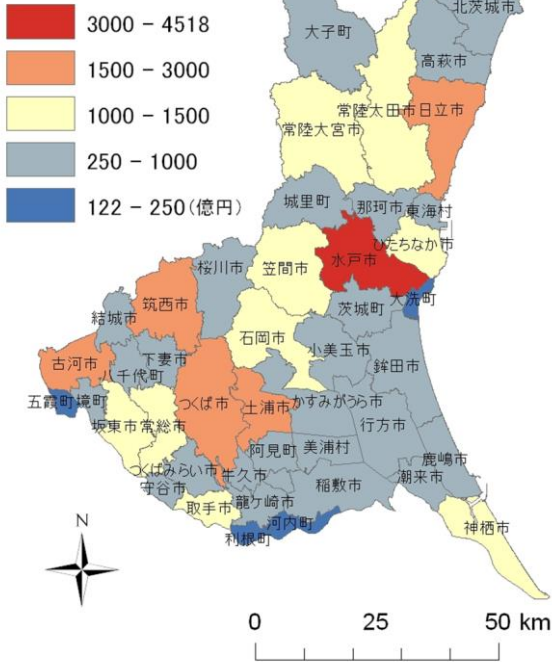 3000 - 4518
1500 - 3000
1000 - 1500
250 - 1000
122 - 250(億円)
北茨城市
大子町
高萩市
常陸太田市
日立市
常陸大宮市
城里町
那珂市
東海村
ひたちなか市
水戸市
桜川市
笠間市
大洗町
茨城町
筑西市
結城市
石岡市
小美玉市
鉾田市
古河市
下妻市
八千代町
五霞町
境町
つくば市
土浦市
かすみがうら市
行方市
坂東市
常総市
阿見町
美浦村
鹿嶋市
つくばみらい市
牛久市
潮来市
守谷市
稲敷市
取手市
龍ケ崎市
河内町
利根町
神栖市
N
0 25 50 km